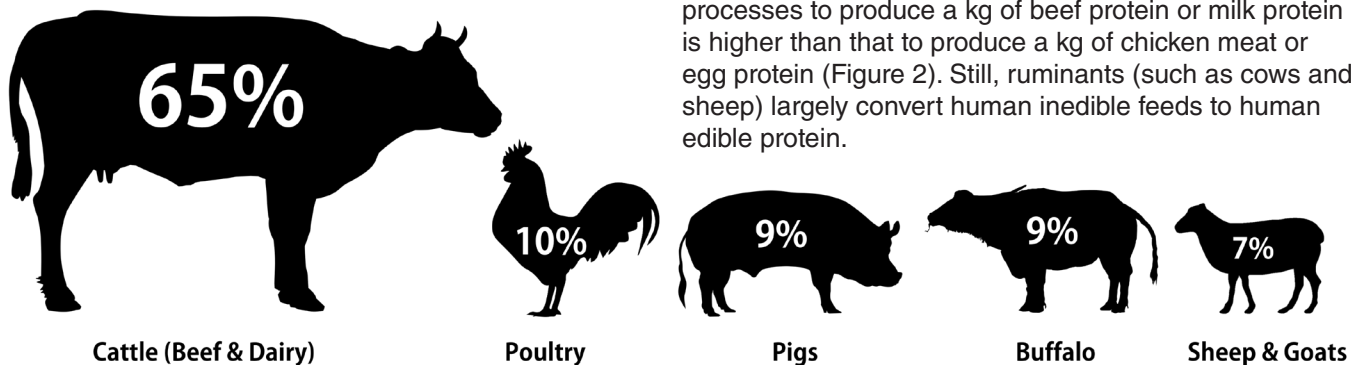 processes to produce a kg of beef protein or milk protein
is higher than that to produce a kg of chicken meat or
egg protein (Figure 2). Still, ruminants (such as cows and
sheep) largely convert human inedible feeds to human
edible protein.
65%
10%
9%
9%
7%
Cattle (Beef & Dairy)
Poultry
Pigs
Buffalo
Sheep & Goats